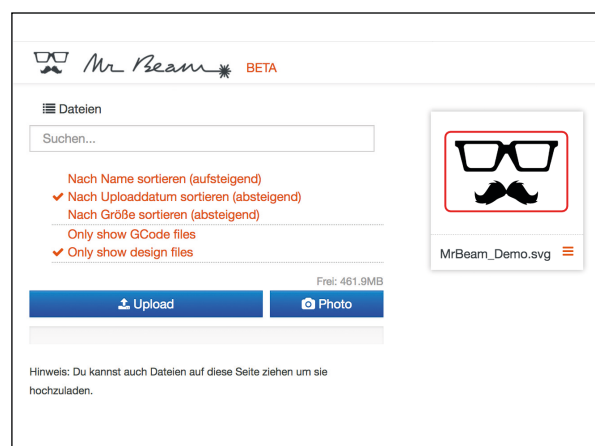 Mr Beam BETA
Dateien
Suchen...
Nach Name sortieren (aufsteigend)
Nach Uploaddatum sortieren (absteigend)
Nach Größe sortieren (absteigend)
Only show GCode files
Only show design files
Frei: 461.9MB
Upload
Photo
Hinweis: Du kannst auch Dateien auf diese Seite ziehen um sie
hochzuladen.
MrBeam_Demo.svg